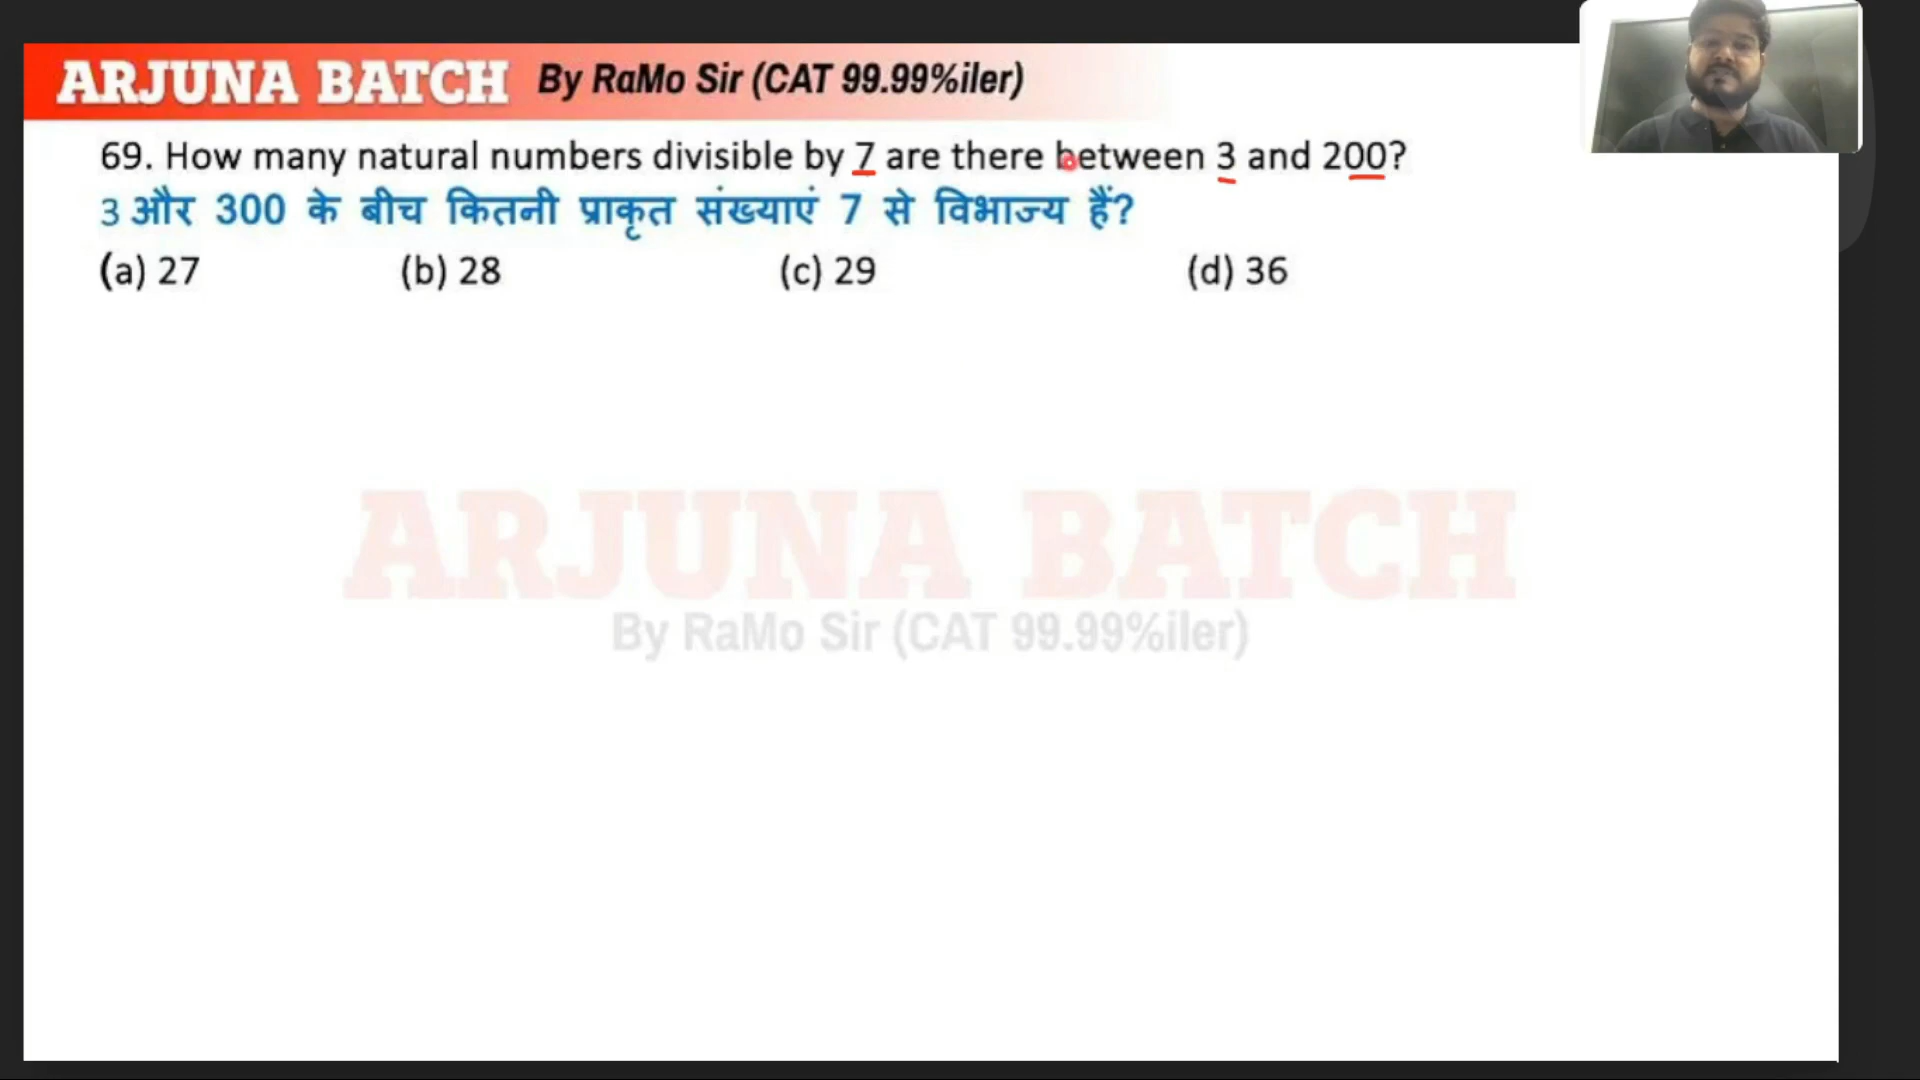 ARJUNA BATCH By RaMo Sir (CAT 99.99%iler)
69. How many natural numbers divisible by 7 are there between 3 and 200?
3 और 300 के बीच कितनी प्राकृत संख्याएं 7 से विभाज्य हैं?
(a) 27 (b) 28 (c) 29 (d) 36
ARJUNA BATCH
By RaMo Sir (CAT 99.99%iler)